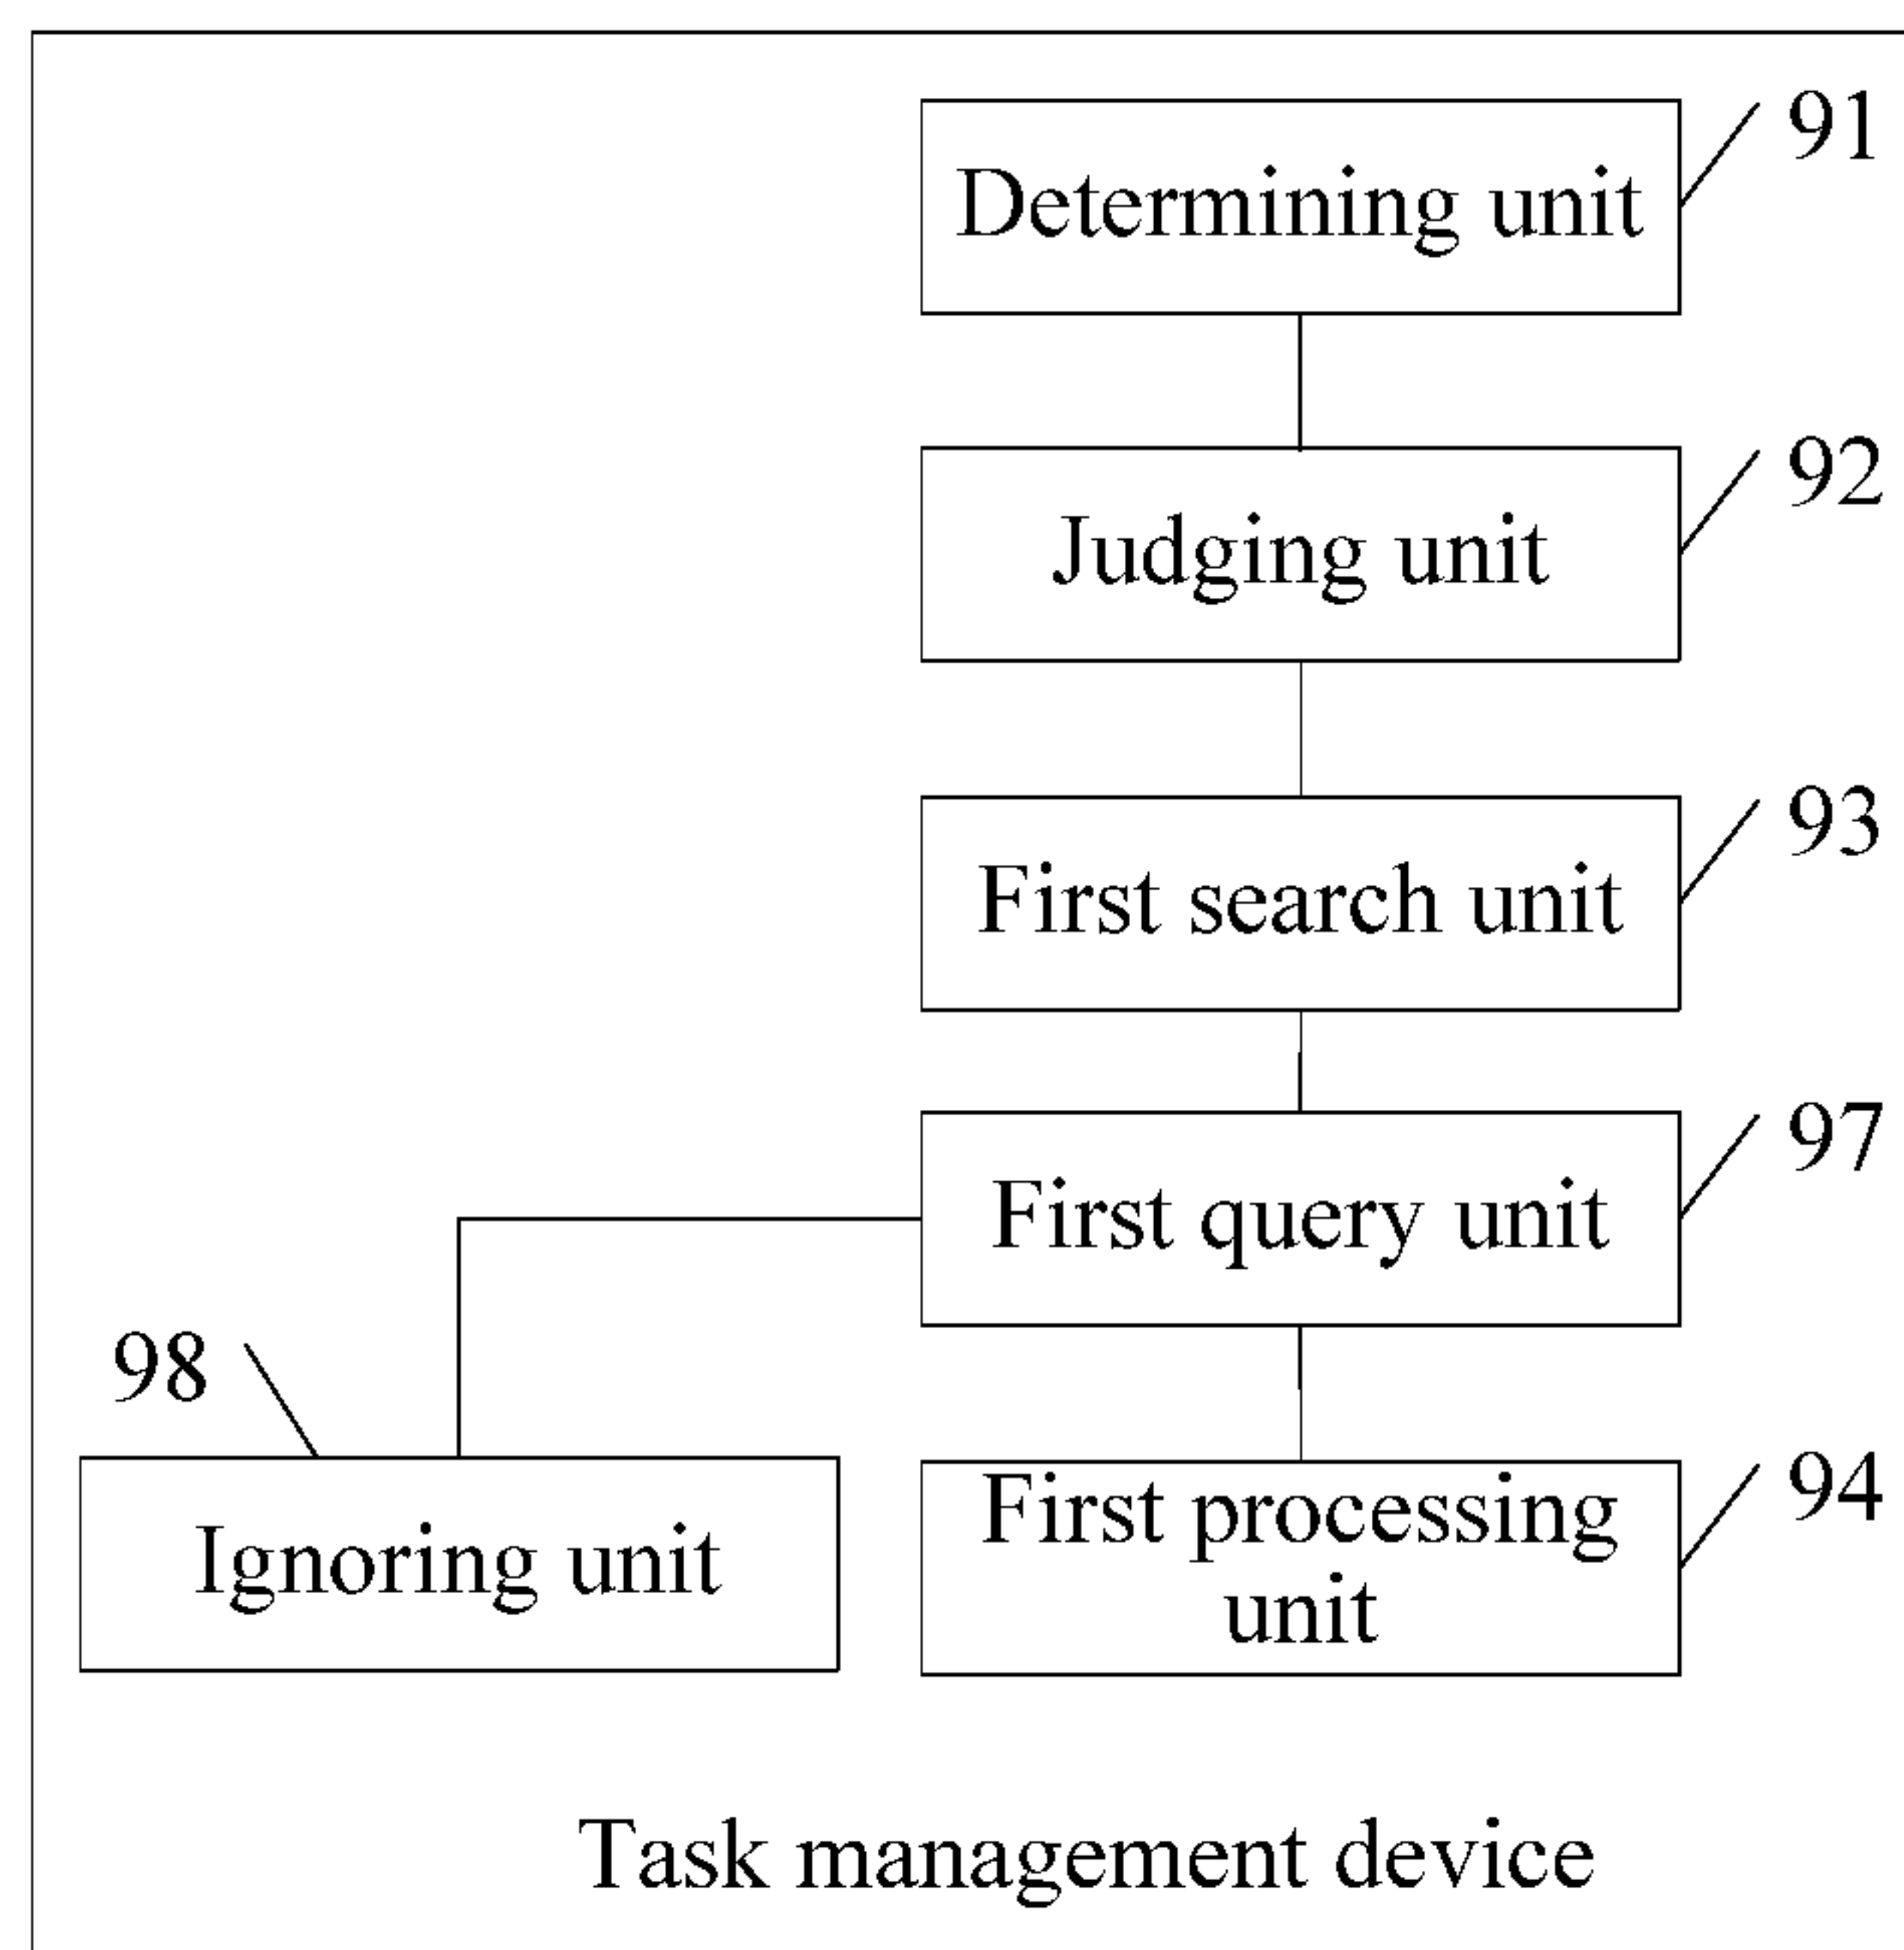 91
Determining unit
92
Judging unit
93
First search unit
97
First query unit
98
94
Ignoring unit
First processing
unit
Task management device